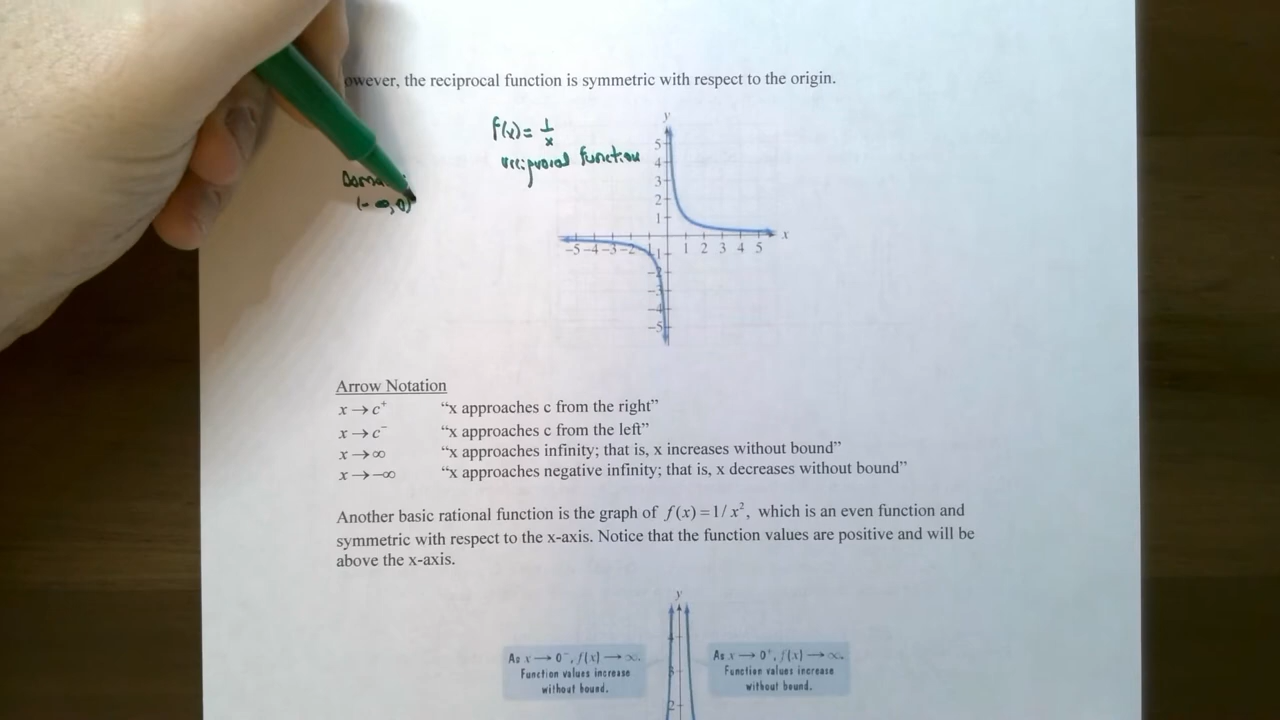 owever, the reciprocal function is symmetric with respect to the origin.
f(x) = 1/x
reciprocal function
(-∞,0)
y
5
4
3
2
1
-5 -4 -3 -2 1 2 3 4 5 x
-1
-2
-3
-4
-5
Arrow Notation
x → c⁺ “x approaches c from the right”
x → c⁻ “x approaches c from the left”
x → ∞ “x approaches infinity; that is, x increases without bound”
x → -∞ “x approaches negative infinity; that is, x decreases without bound”
Another basic rational function is the graph of f(x) = 1/x², which is an even function and
symmetric with respect to the x-axis. Notice that the function values are positive and will be
above the x-axis.
y
As x → 0⁻, f(x) → ∞.
Function values increase
without bound.
As x → 0⁺, f(x) → ∞.
Function values increase
without bound.
4
3
2